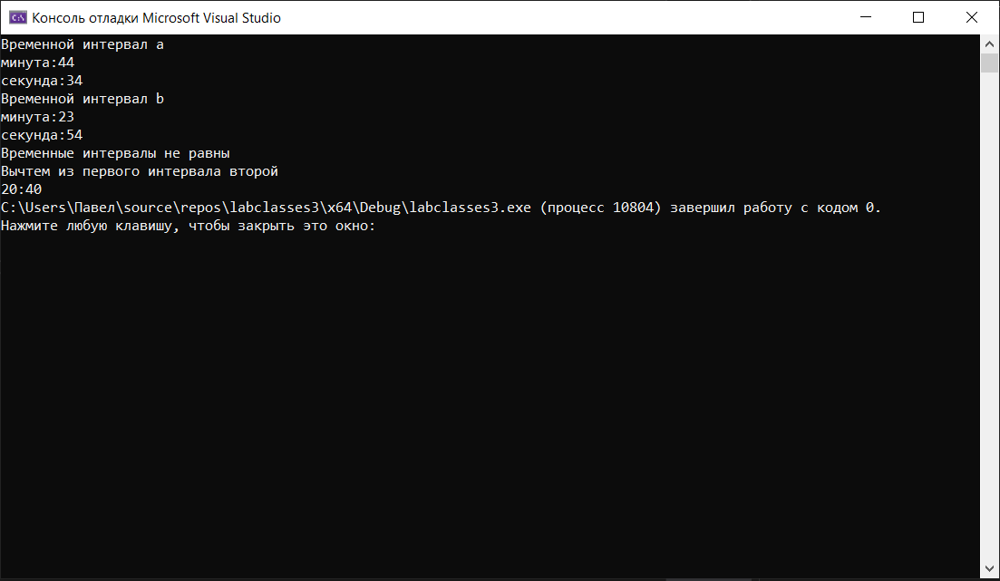 Консоль отладки Microsoft Visual Studio
Временной интервал a
минута:44
секунда:34
Временной интервал b
минута:23
секунда:54
Временные интервалы не равны
Вычтем из первого интервала второй
20:40
C:\Users\Павел\source\repos\labclasses3\x64\Debug\labclasses3.exe (процесс 10804) завершил работу с кодом 0.
Нажмите любую клавишу, чтобы закрыть это окно: